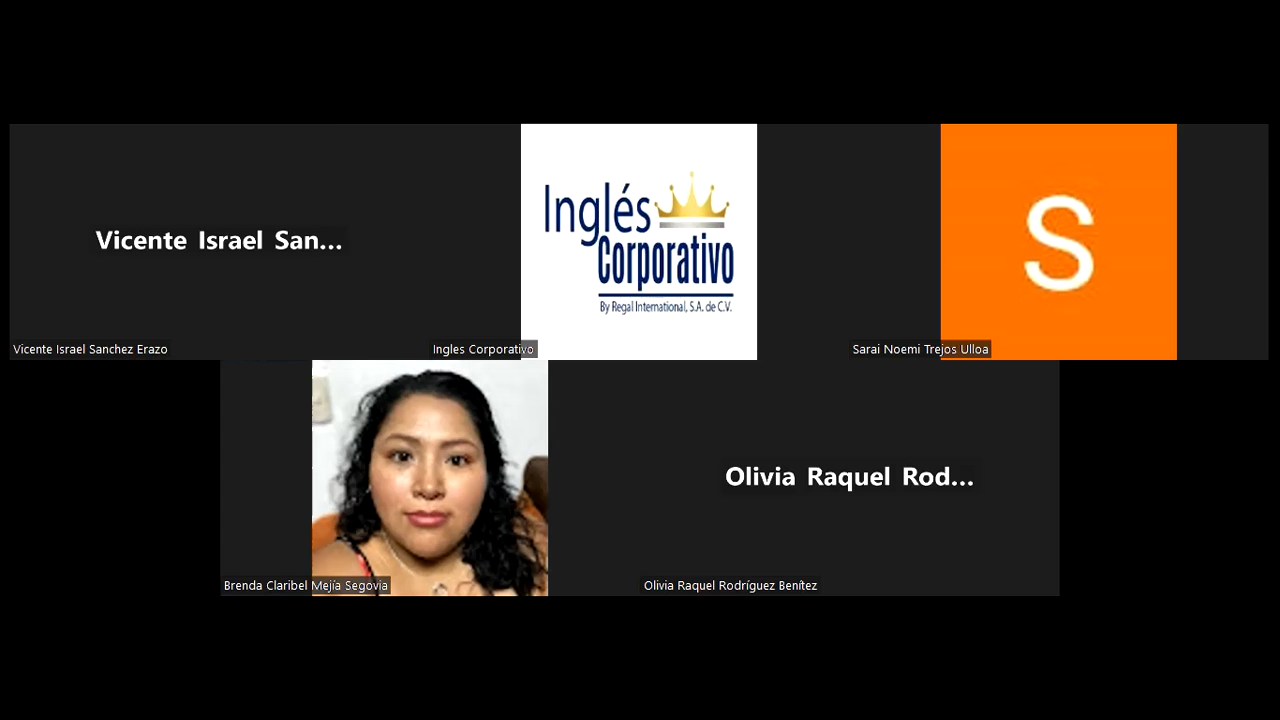 Vicente Israel San...
Vicente Israel Sanchez Erazo
Inglés
Corporativo
By Regal International, S.A. de C.V.
Ingles Corporativo
S
Sarai Noemi Trejos Ulloa
Brenda Claribel Mejía Segovia
Olivia Raquel Rod...
Olivia Raquel Rodríguez Benítez